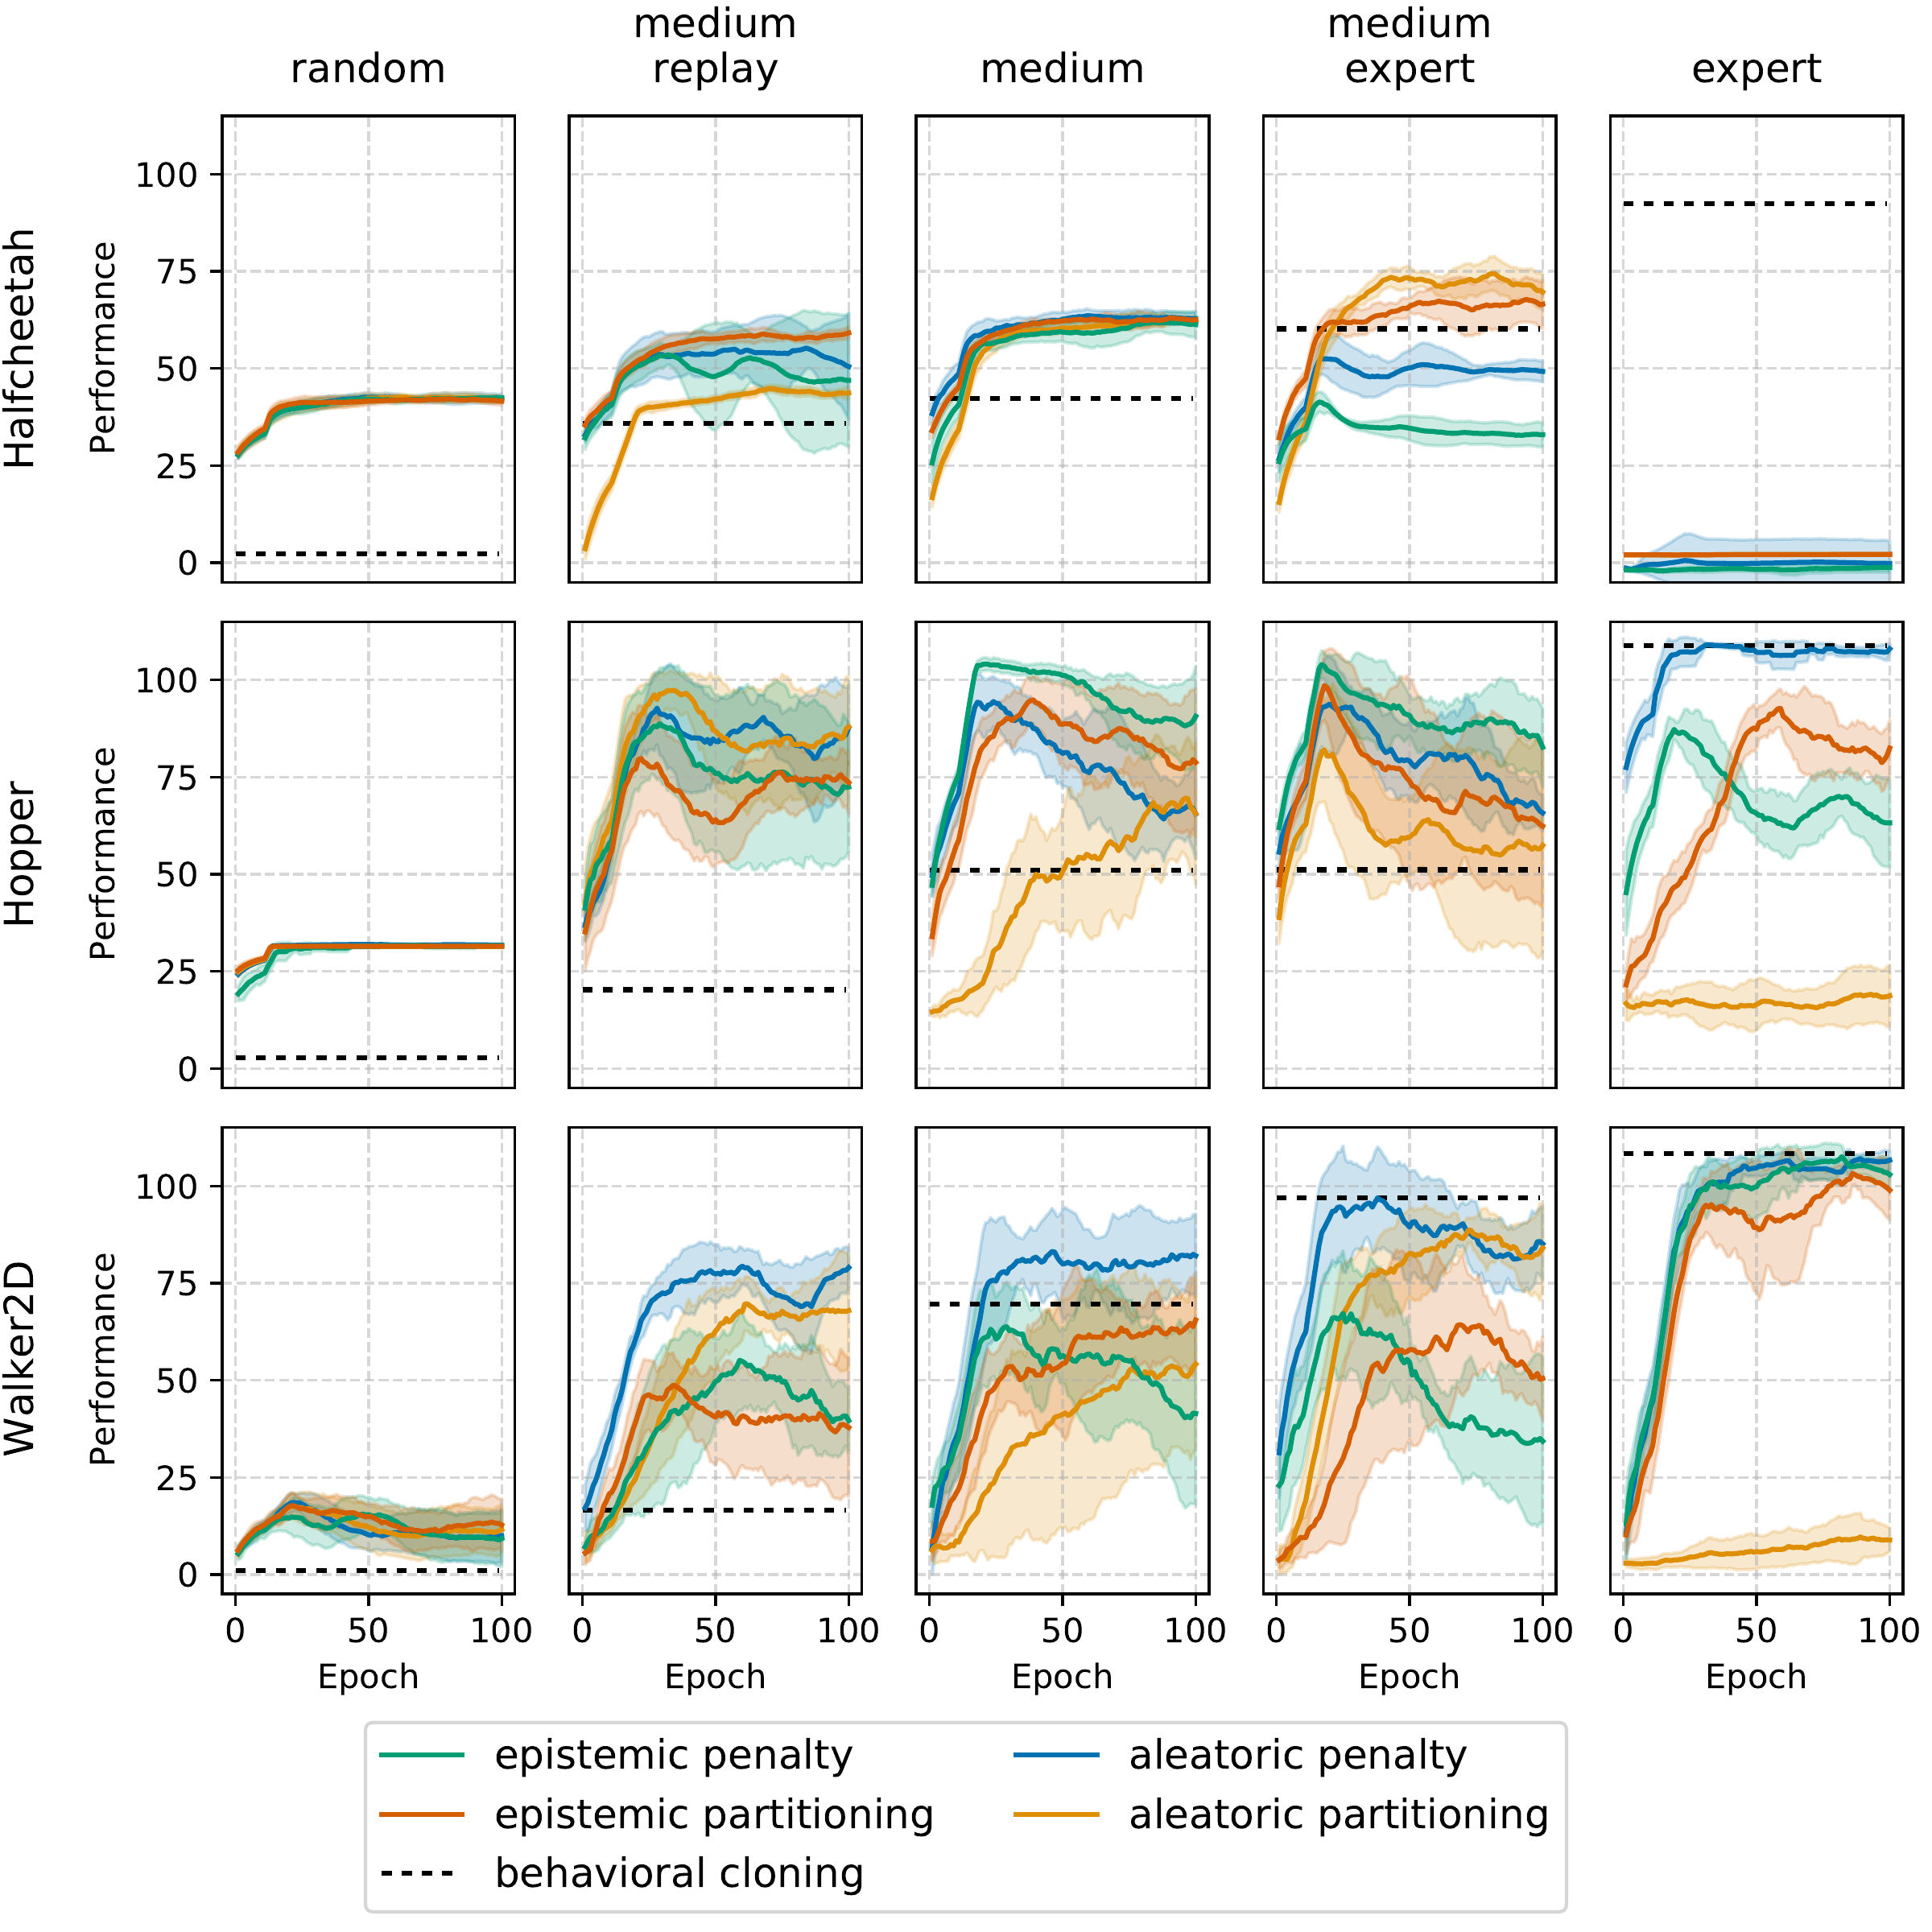 medium
medium
random
replay
medium
expert
expert
Halfcheetah
Performance
100
75
50
25
0
Hopper
Performance
100
75
50
25
0
Walker2D
Performance
100
75
50
25
0
0 50 100
0 50 100
0 50 100
0 50 100
0 50 100
Epoch
Epoch
Epoch
Epoch
Epoch
epistemic penalty
aleatoric penalty
epistemic partitioning
aleatoric partitioning
behavioral cloning